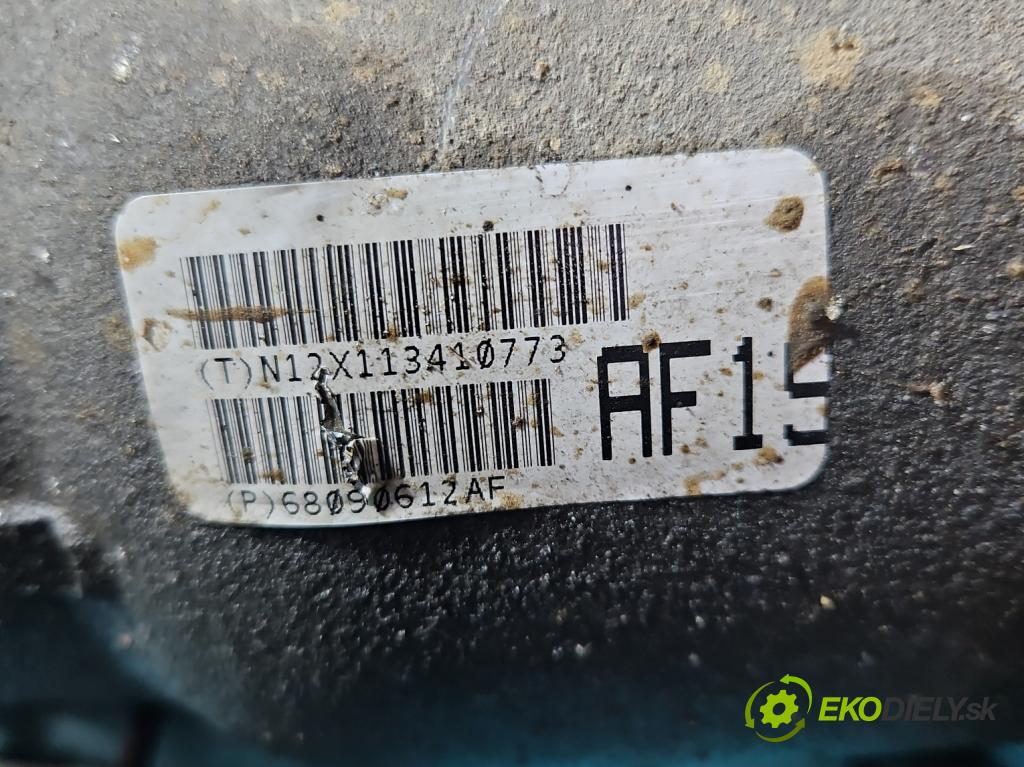 (T)N12X113410773
AF15
(P)68090612AF
EKODIELY.sk